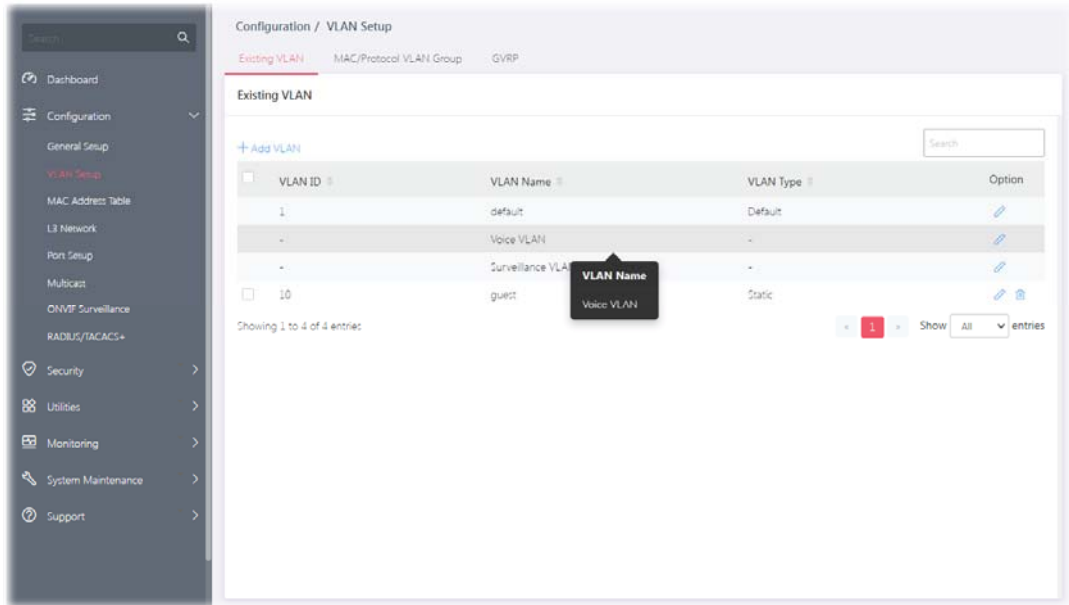 Search
Dashboard
Configuration
General Setup
VLAN Setup
MAC Address Table
L3 Network
Port Setup
Multicast
ONVIF Surveillance
RADIUS/TACACS+
Security
Utilities
Monitoring
System Maintenance
Support
Configuration / VLAN Setup
Existing VLAN MAC/Protocol VLAN Group GVRP
Existing VLAN
+ Add VLAN Search
VLAN ID VLAN Name VLAN Type Option
1 default Default
- Voice VLAN -
- Surveillance VLA -
10 guest Static
VLAN Name
Voice VLAN
Showing 1 to 4 of 4 entries « 1 » Show All entries